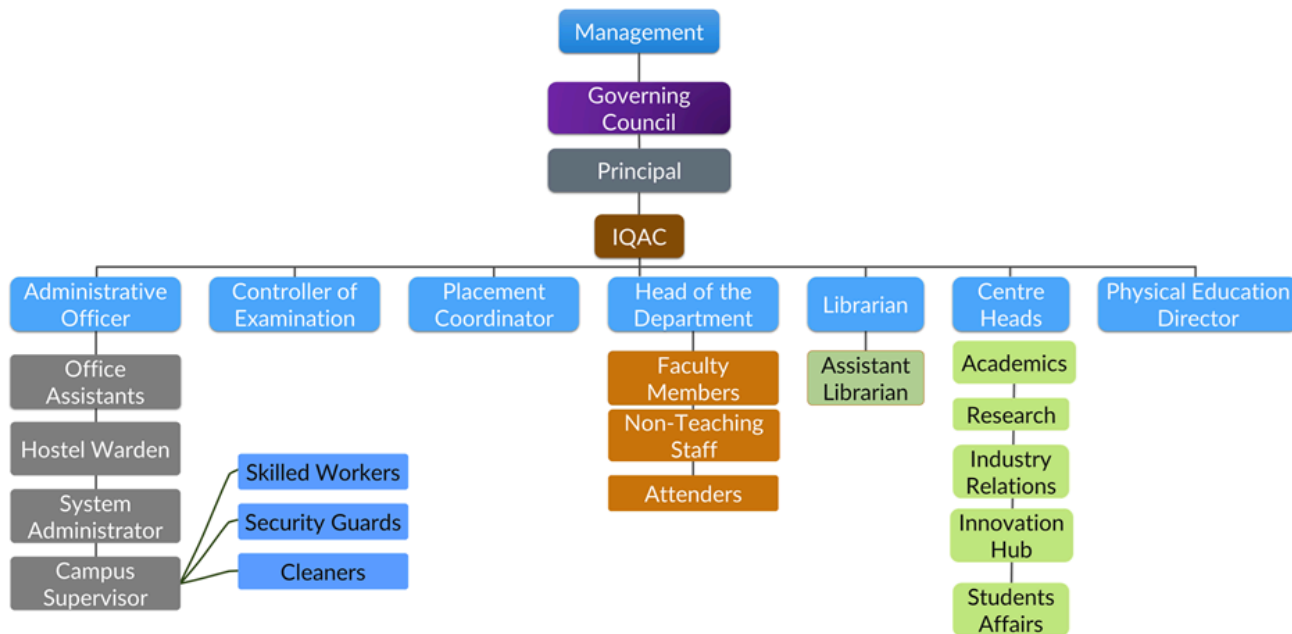 Management
Governing
Council
Principal
IQAC
Administrative
Officer
Controller of
Examination
Placement
Coordinator
Head of the
Department
Librarian
Centre
Heads
Physical Education
Director
Office
Assistants
Hostel Warden
System
Administrator
Campus
Supervisor
Skilled Workers
Security Guards
Cleaners
Faculty
Members
Non-Teaching
Staff
Attenders
Assistant
Librarian
Academics
Research
Industry
Relations
Innovation
Hub
Students
Affairs